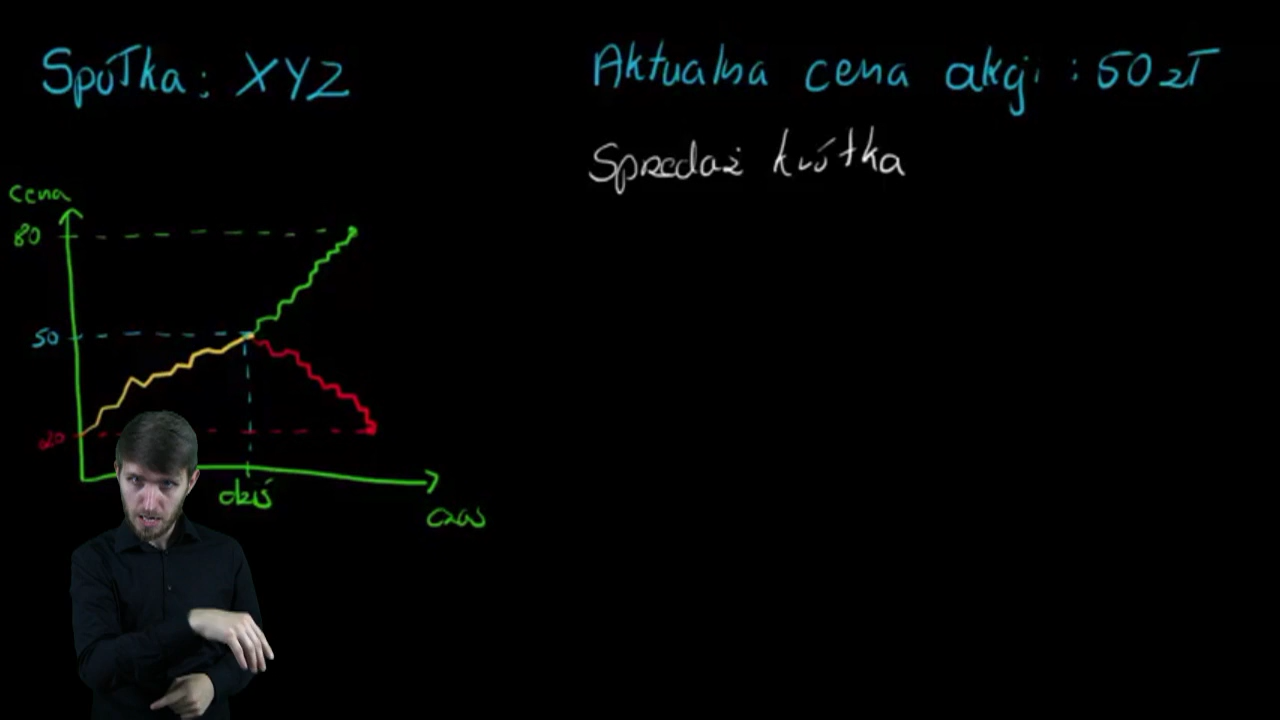 Spółka: XYZ
Aktualna cena akcji: 50 zł
Sprzedaż krótka
cena
80
50
20
dziś
czas